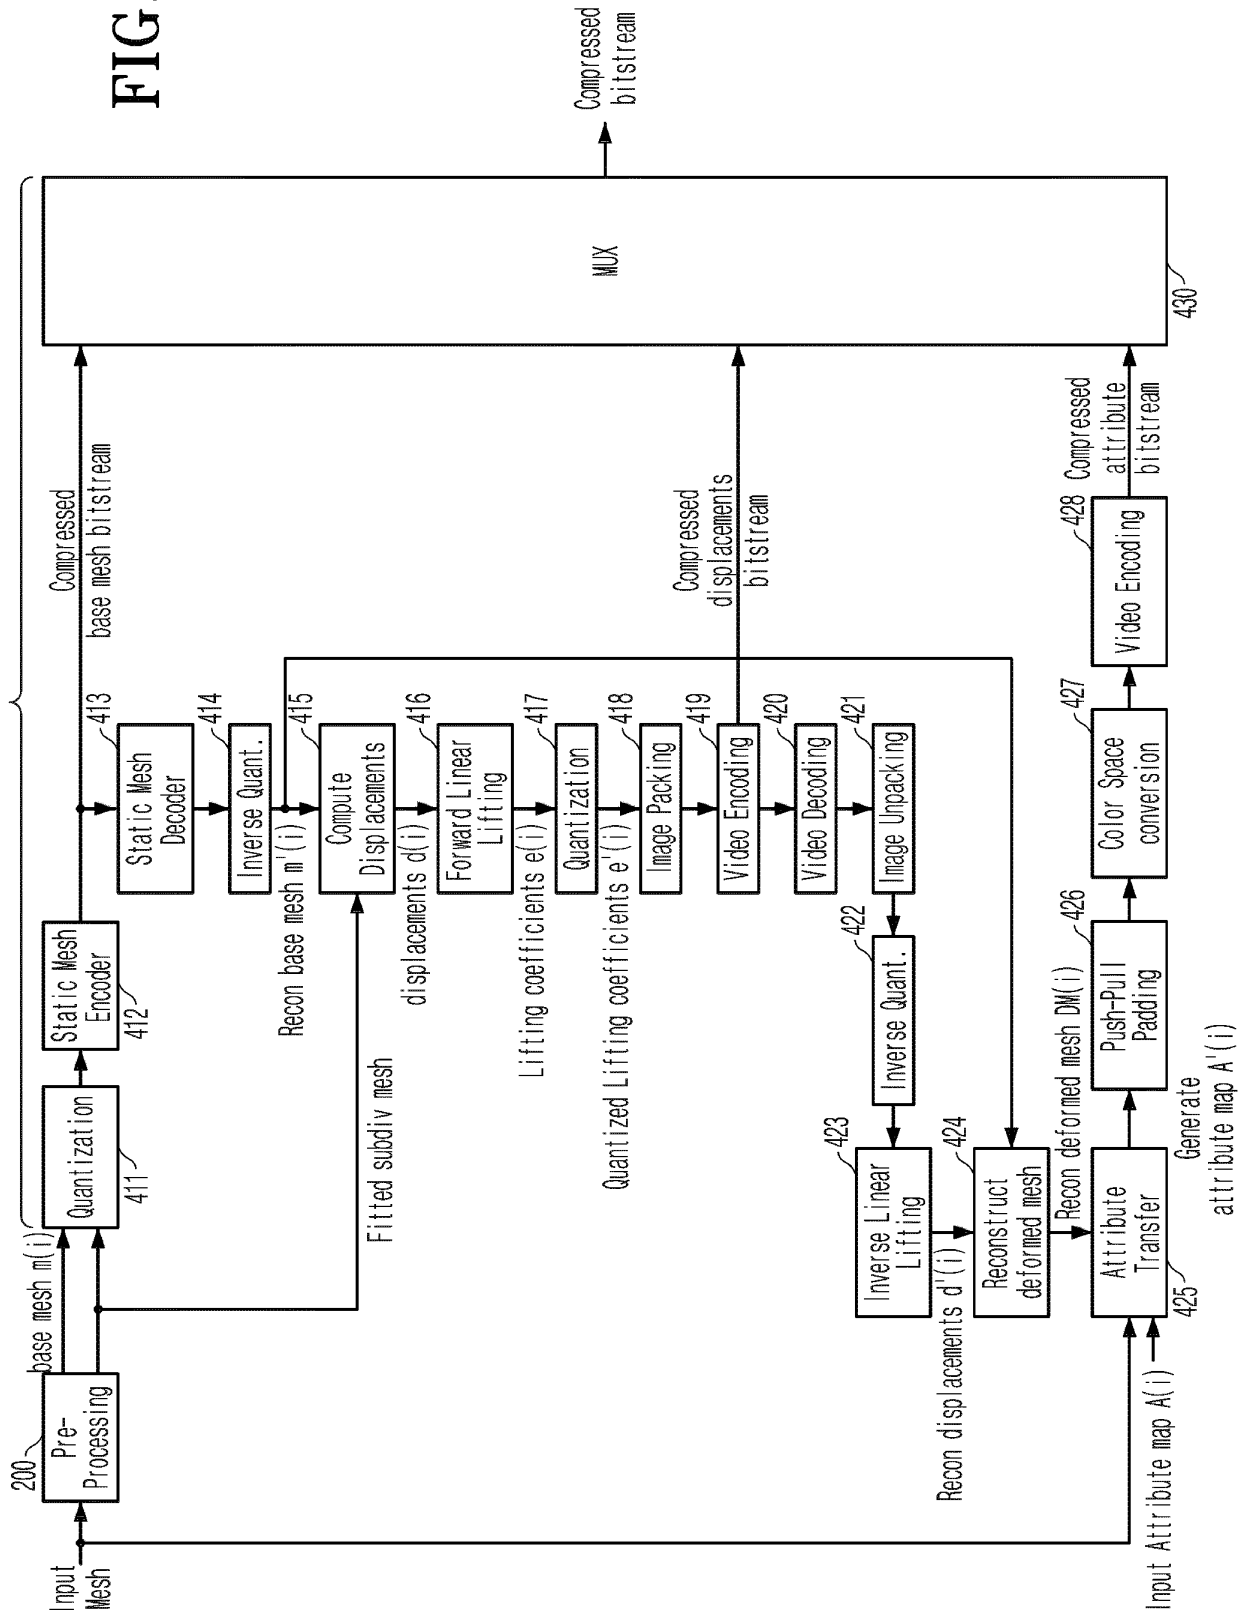 FIG.
Input
Mesh
200
Pre-
Processing
base mesh m(i)
Quantization
411
Static Mesh
Encoder
412
Compressed
base mesh bitstream
413
Static Mesh
Decoder
414
Inverse Quant.
Recon base mesh m'(i)
415
Compute
Displacements
Fitted subdiv mesh
displacements d(i)
416
Forward Linear
Lifting
Lifting coefficients e(i)
417
Quantization
Quantized Lifting coefficients e'(i)
418
Image Packing
419
Video Encoding
Compressed
displacements
bitstream
420
Video Decoding
421
Image Unpacking
422
Inverse Quant.
423
Inverse Linear
Lifting
Recon displacements d'(i)
424
Reconstruct
deformed mesh
Recon deformed mesh DM(i)
Input Attribute map A(i)
Attribute
Transfer
425
Generate
attribute map A'(i)
426
Push-Pull
Padding
427
Color Space
conversion
428
Video Encoding
Compressed
attribute
bitstream
MUX
430
Compressed
bitstream